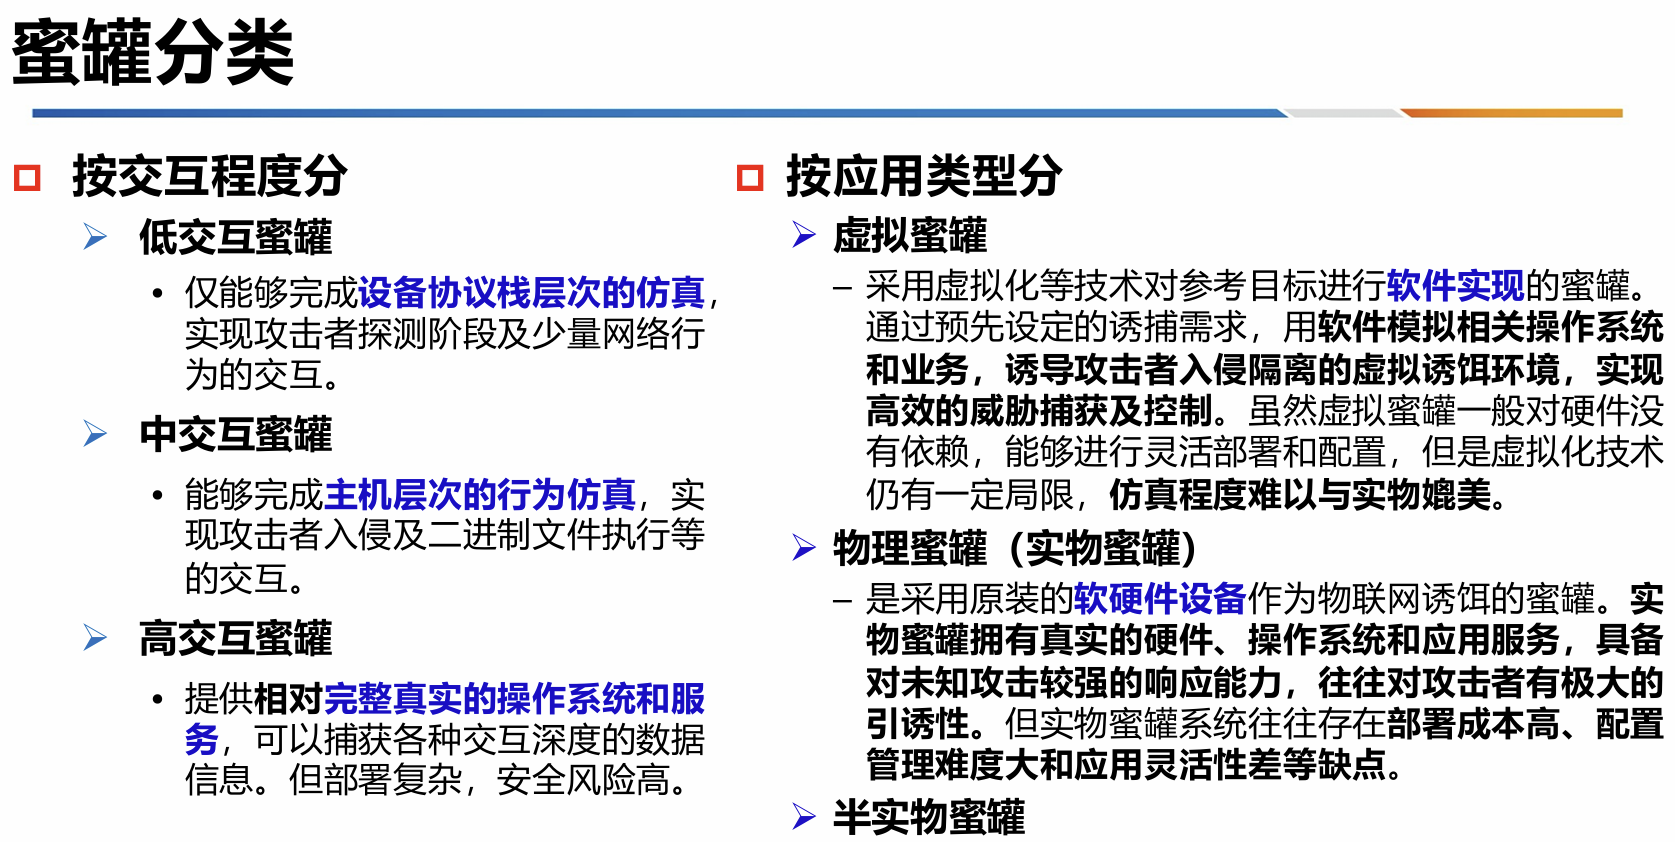 蜜罐分类
按交互程度分
低交互蜜罐
• 仅能够完成设备协议栈层次的仿真，
实现攻击者探测阶段及少量网络行
为的交互。
中交互蜜罐
• 能够完成主机层次的行为仿真，实
现攻击者入侵及二进制文件执行等
的交互。
高交互蜜罐
• 提供相对完整真实的操作系统和服
务，可以捕获各种交互深度的数据
信息。但部署复杂，安全风险高。
按应用类型分
虚拟蜜罐
– 采用虚拟化等技术对参考目标进行软件实现的蜜罐。
通过预先设定的诱捕需求，用软件模拟相关操作系统
和业务，诱导攻击者入侵隔离的虚拟诱饵环境，实现
高效的威胁捕获及控制。虽然虚拟蜜罐一般对硬件没
有依赖，能够进行灵活部署和配置，但是虚拟化技术
仍有一定局限，仿真程度难以与实物媲美。
物理蜜罐（实物蜜罐）
– 是采用原装的软硬件设备作为物联网诱饵的蜜罐。实
物蜜罐拥有真实的硬件、操作系统和应用服务，具备
对未知攻击较强的响应能力，往往对攻击者有极大的
引诱性。但实物蜜罐系统往往存在部署成本高、配置
管理难度大和应用灵活性差等缺点。
半实物蜜罐